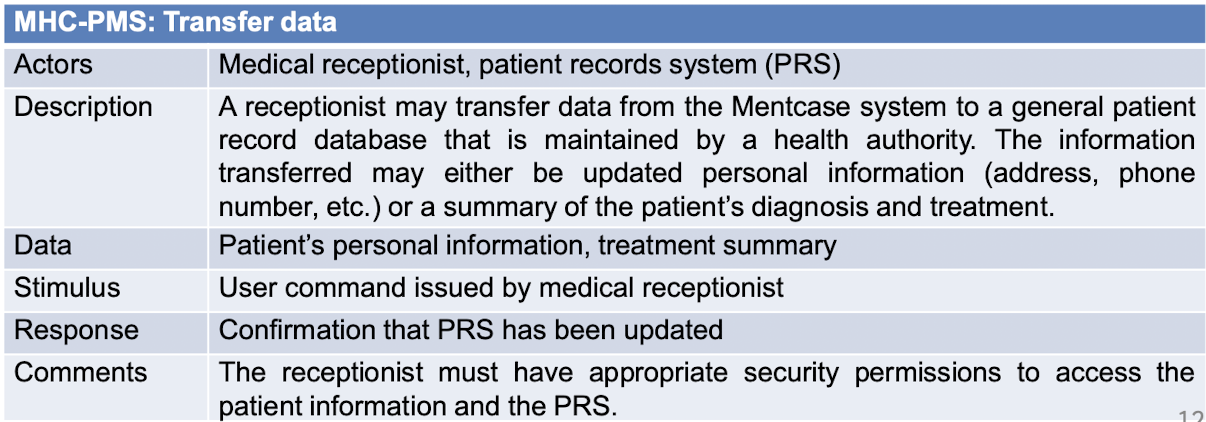 MHC-PMS: Transfer data
Actors Medical receptionist, patient records system (PRS)
Description A receptionist may transfer data from the Mentcase system to a general patient
record database that is maintained by a health authority. The information
transferred may either be updated personal information (address, phone
number, etc.) or a summary of the patient’s diagnosis and treatment.
Data Patient’s personal information, treatment summary
Stimulus User command issued by medical receptionist
Response Confirmation that PRS has been updated
Comments The receptionist must have appropriate security permissions to access the
patient information and the PRS.
12